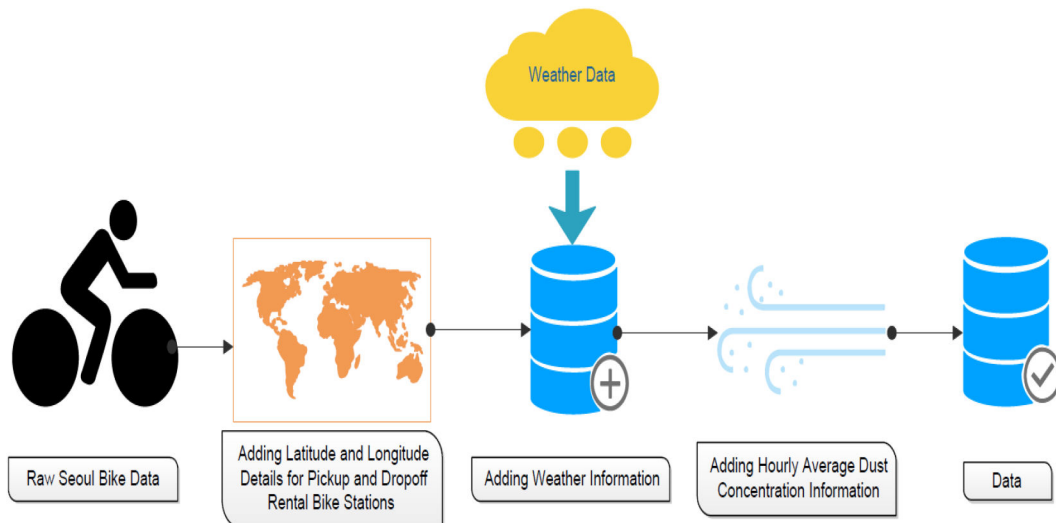 Weather Data
Raw Seoul Bike Data
Adding Latitude and Longitude
Details for Pickup and Dropoff
Rental Bike Stations
Adding Weather Information
Adding Hourly Average Dust
Concentration Information
Data